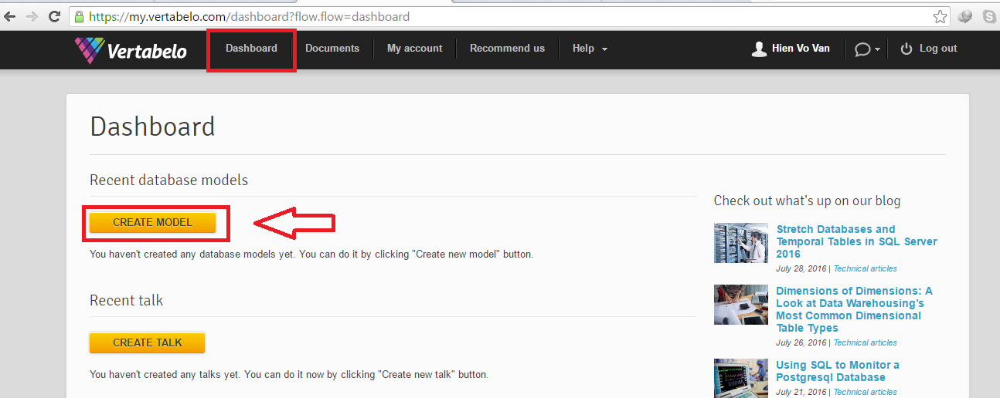 https://my.vertabelo.com/dashboard?flow.flow=dashboard
Vertabelo Dashboard Documents My account Recommend us Help Hien Vo Van Log out
Dashboard
Recent database models
CREATE MODEL
You haven't created any database models yet. You can do it by clicking "Create new model" button.
Recent talk
CREATE TALK
You haven't created any talks yet. You can do it now by clicking "Create new talk" button.
Check out what's up on our blog
Stretch Databases and
Temporal Tables in SQL Server
2016
July 28, 2016 | Technical articles
Dimensions of Dimensions: A
Look at Data Warehousing's
Most Common Dimensional
Table Types
July 26, 2016 | Technical articles
Using SQL to Monitor a
Postgresql Database
July 21, 2016 | Technical articles